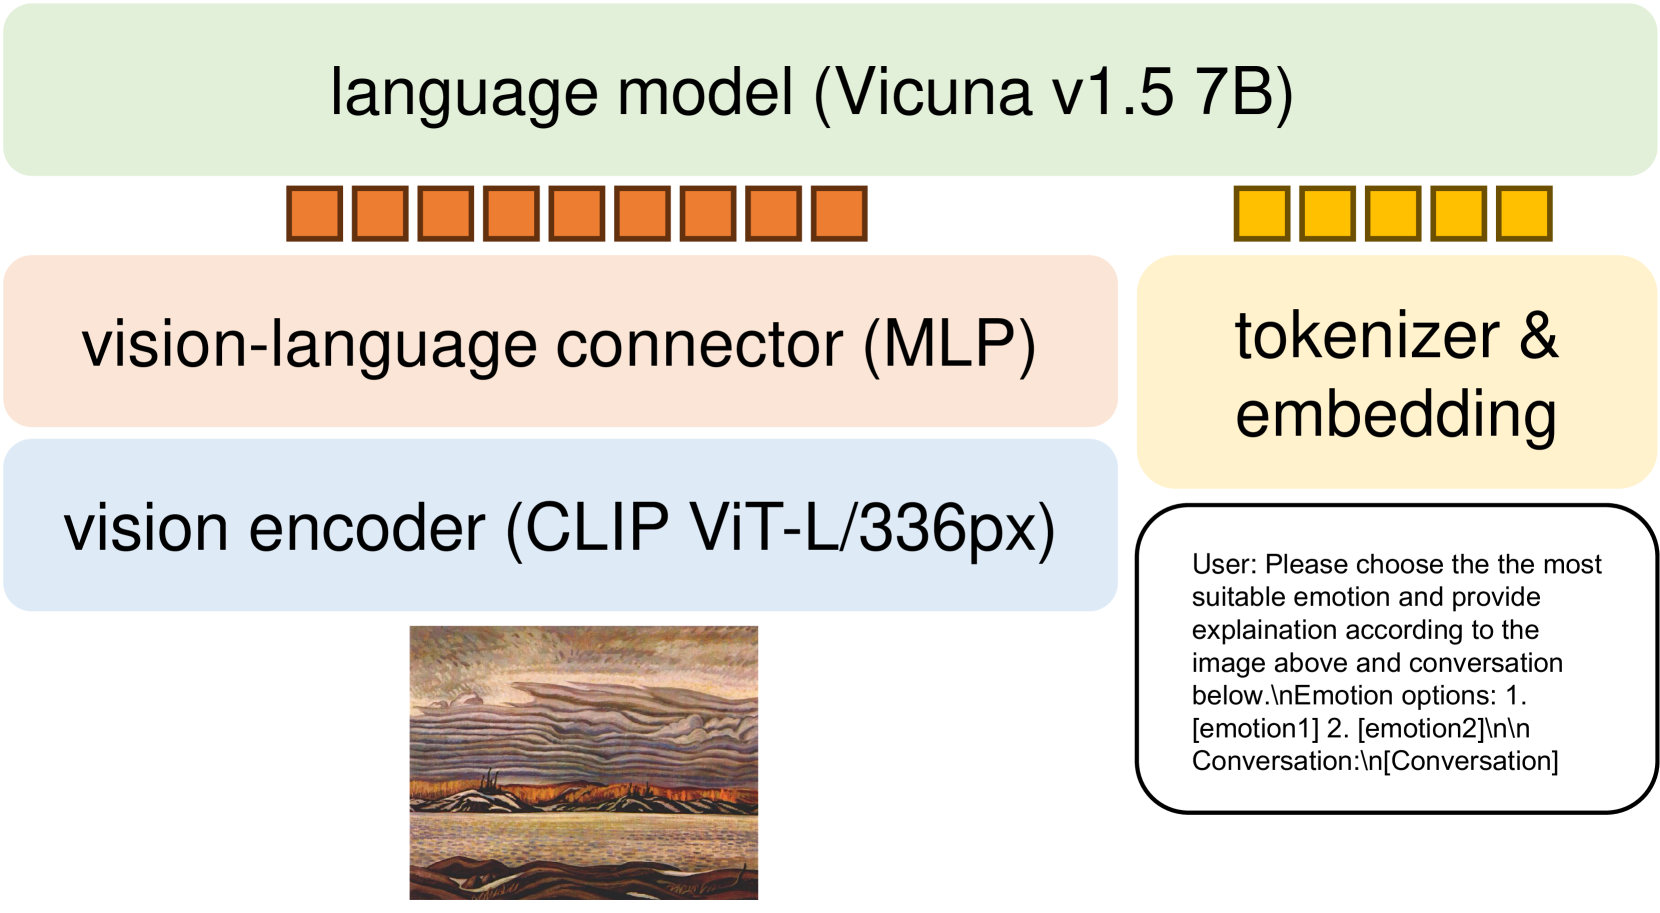 language model (Vicuna v1.5 7B)
vision-language connector (MLP)
tokenizer &
embedding
vision encoder (CLIP ViT-L/336px)
User: Please choose the the most
suitable emotion and provide
explaination according to the
image above and conversation
below.\nEmotion options: 1.
[emotion1] 2. [emotion2]\n\n
Conversation:\n[Conversation]